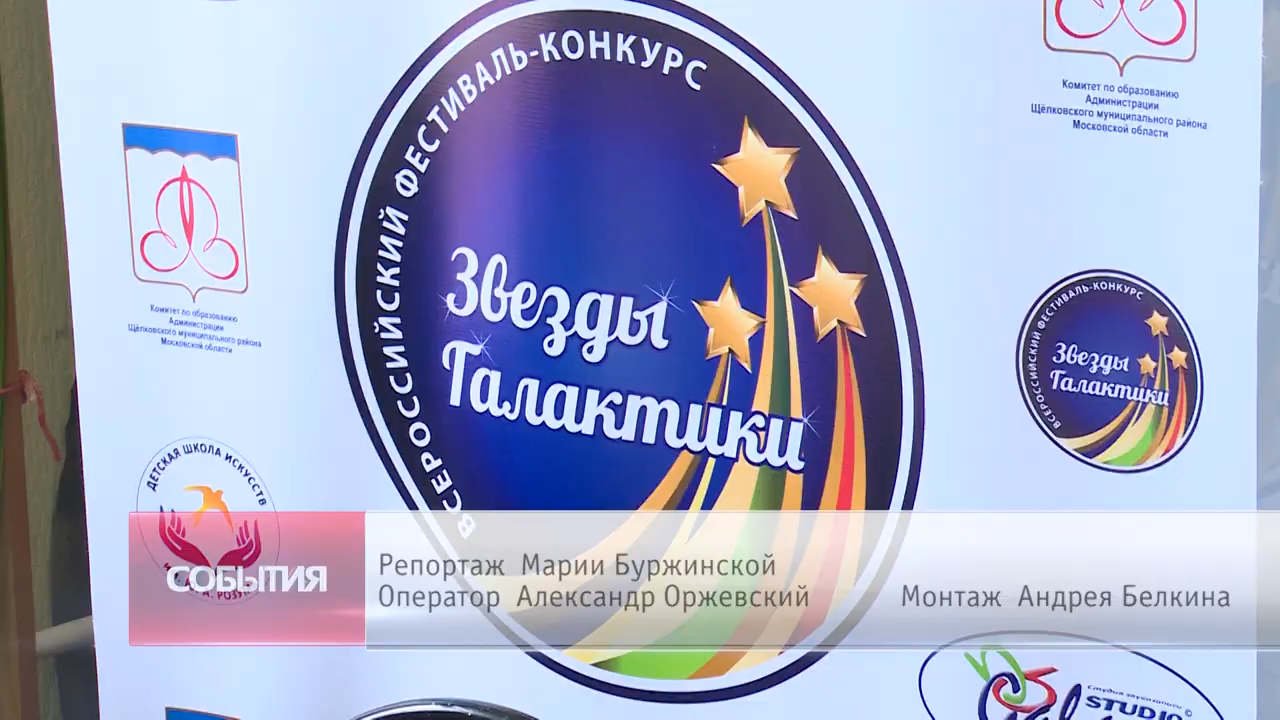 ВСЕРОССИЙСКИЙ ФЕСТИВАЛЬ-КОНКУРС
Звезды
Галактики
Комитет по образованию
Администрации
Щёлковского муниципального района
Московской области
Комитет по образованию
Администрации
Щёлковского муниципального района
Московской области
ВСЕРОССИЙСКИЙ ФЕСТИВАЛЬ-КОНКУРС
Звезды
Галактики
ДЕТСКАЯ ШКОЛА ИСКУССТВ
СОБЫТИЯ
Репортаж Марии Буржинской
Оператор Александр Оржевский
Монтаж Андрея Белкина
Студия звукозаписи ©
STUDIO